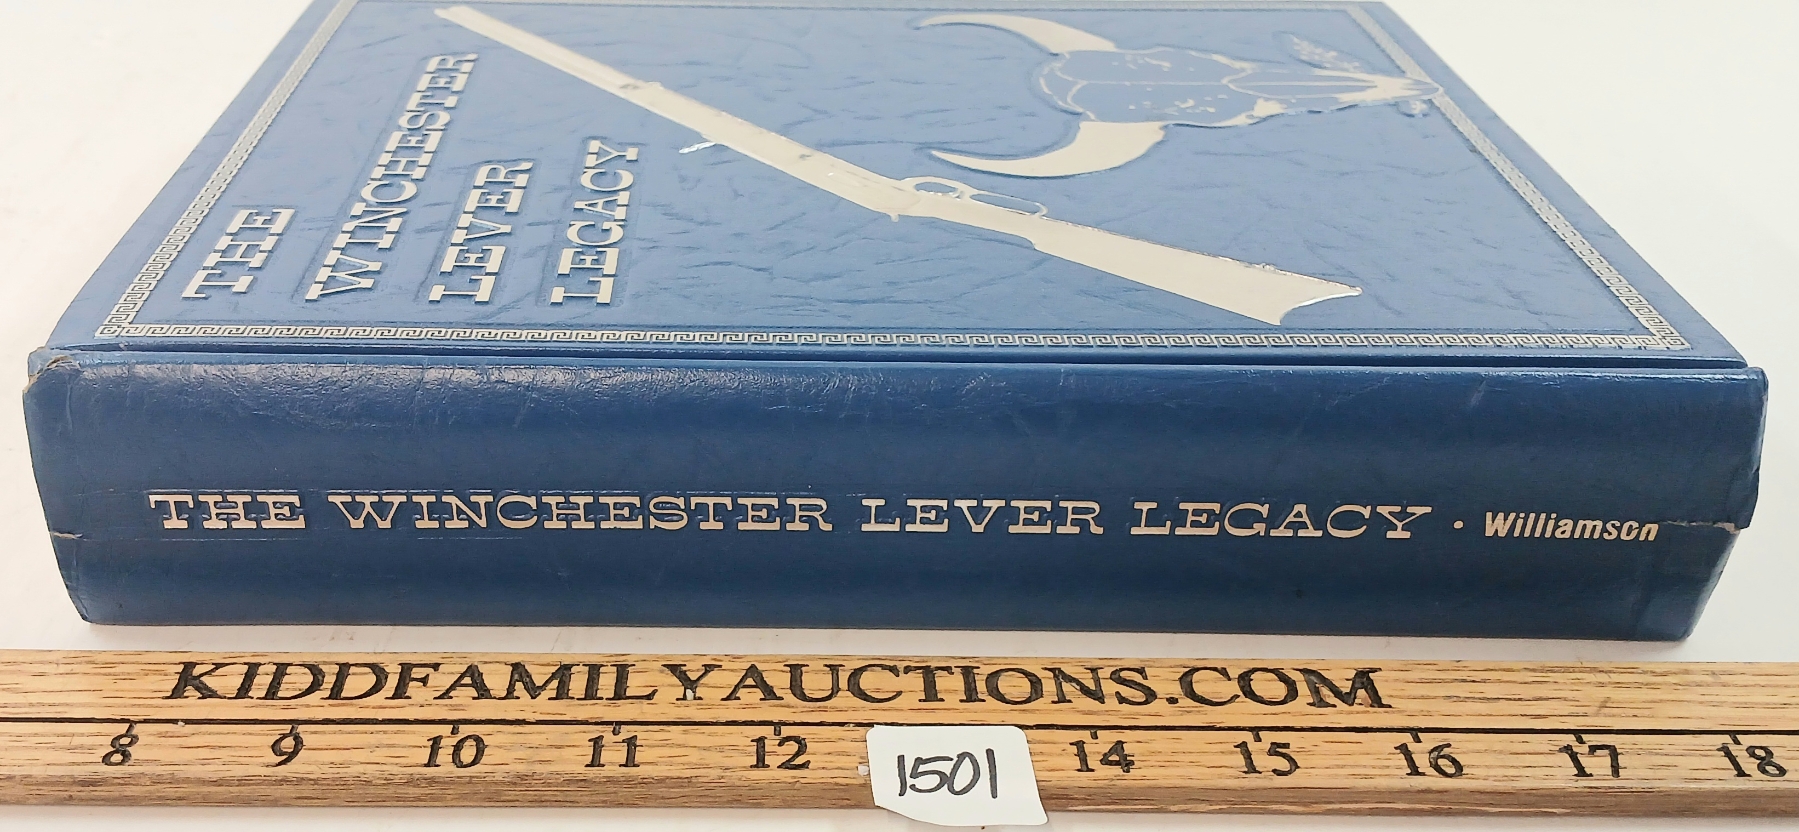 THE
WINCHESTER
LEVER
LEGACY
THE WINCHESTER LEVER LEGACY · Williamson
KIDDFAMILYAUCTIONS.COM
8 9 10 11 12 14 15 16 17 18
1501